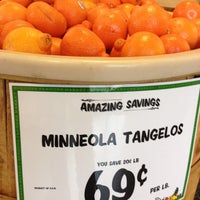 AMAZING SAVINGS
MINNEOLA TANGELOS
YOU SAVE 20¢ LB
69¢
PER LB.